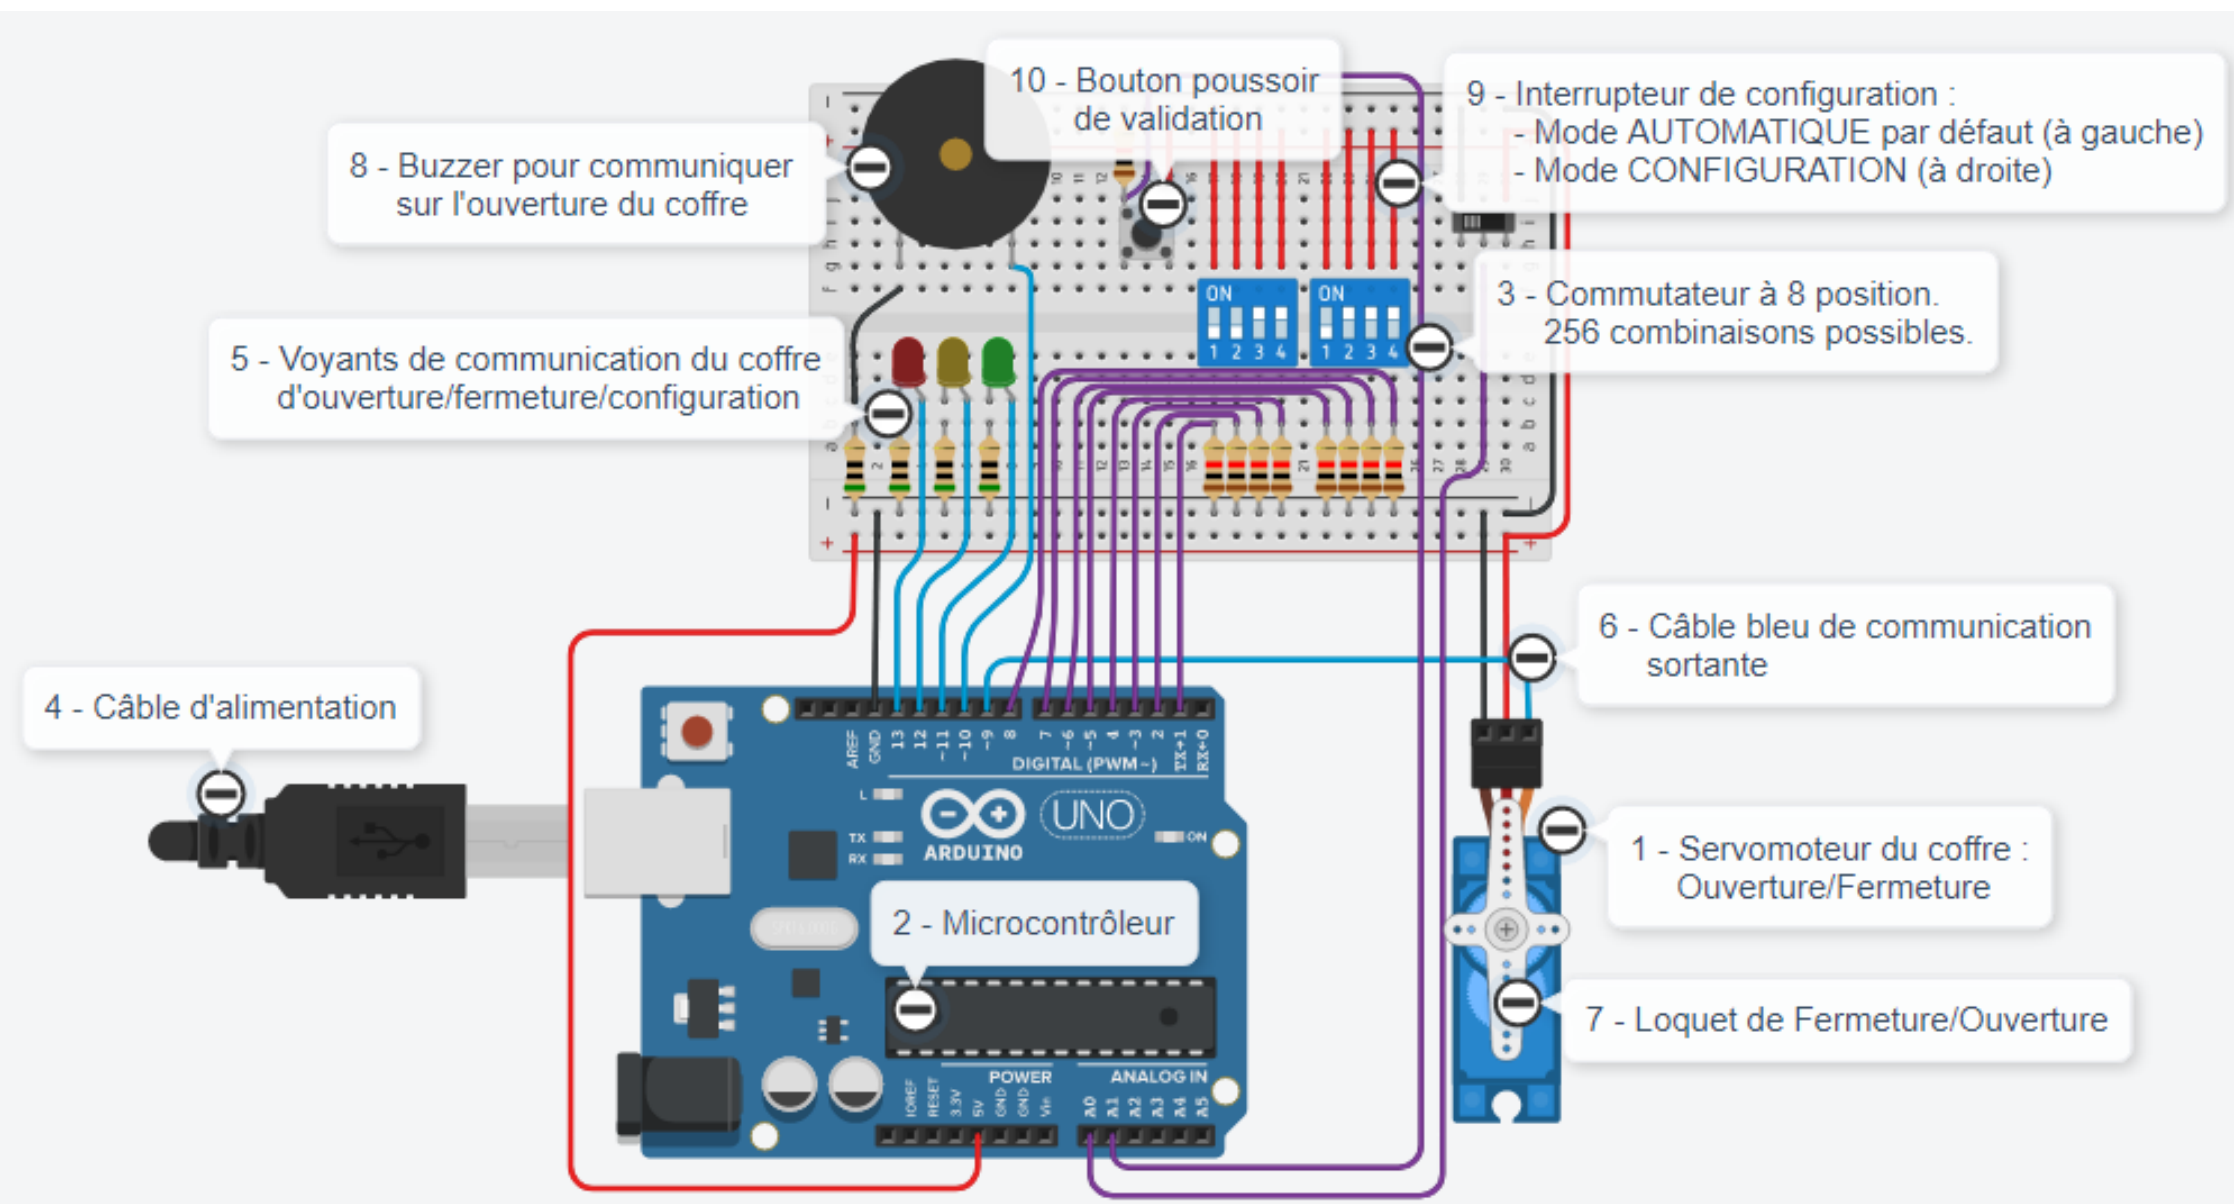 10 - Bouton poussoir
de validation
9 - Interrupteur de configuration :
- Mode AUTOMATIQUE par défaut (à gauche)
- Mode CONFIGURATION (à droite)
8 - Buzzer pour communiquer
sur l'ouverture du coffre
3 - Commutateur à 8 position.
256 combinaisons possibles.
ON
1 2 3 4
ON
1 2 3 4
5 - Voyants de communication du coffre
d'ouverture/fermeture/configuration
6 - Câble bleu de communication
sortante
4 - Câble d'alimentation
AREF GND 13 12 ~11 ~10 ~9 8 7 ~6 ~5 4 ~3 2 TX→1 RX←0
DIGITAL (PWM~)
L
TX
RX
ARDUINO
UNO
ON
1 - Servomoteur du coffre :
Ouverture/Fermeture
2 - Microcontrôleur
7 - Loquet de Fermeture/Ouverture
POWER
ANALOG IN
IOREF RESET 3.3V 5V GND GND Vin A0 A1 A2 A3 A4 A5